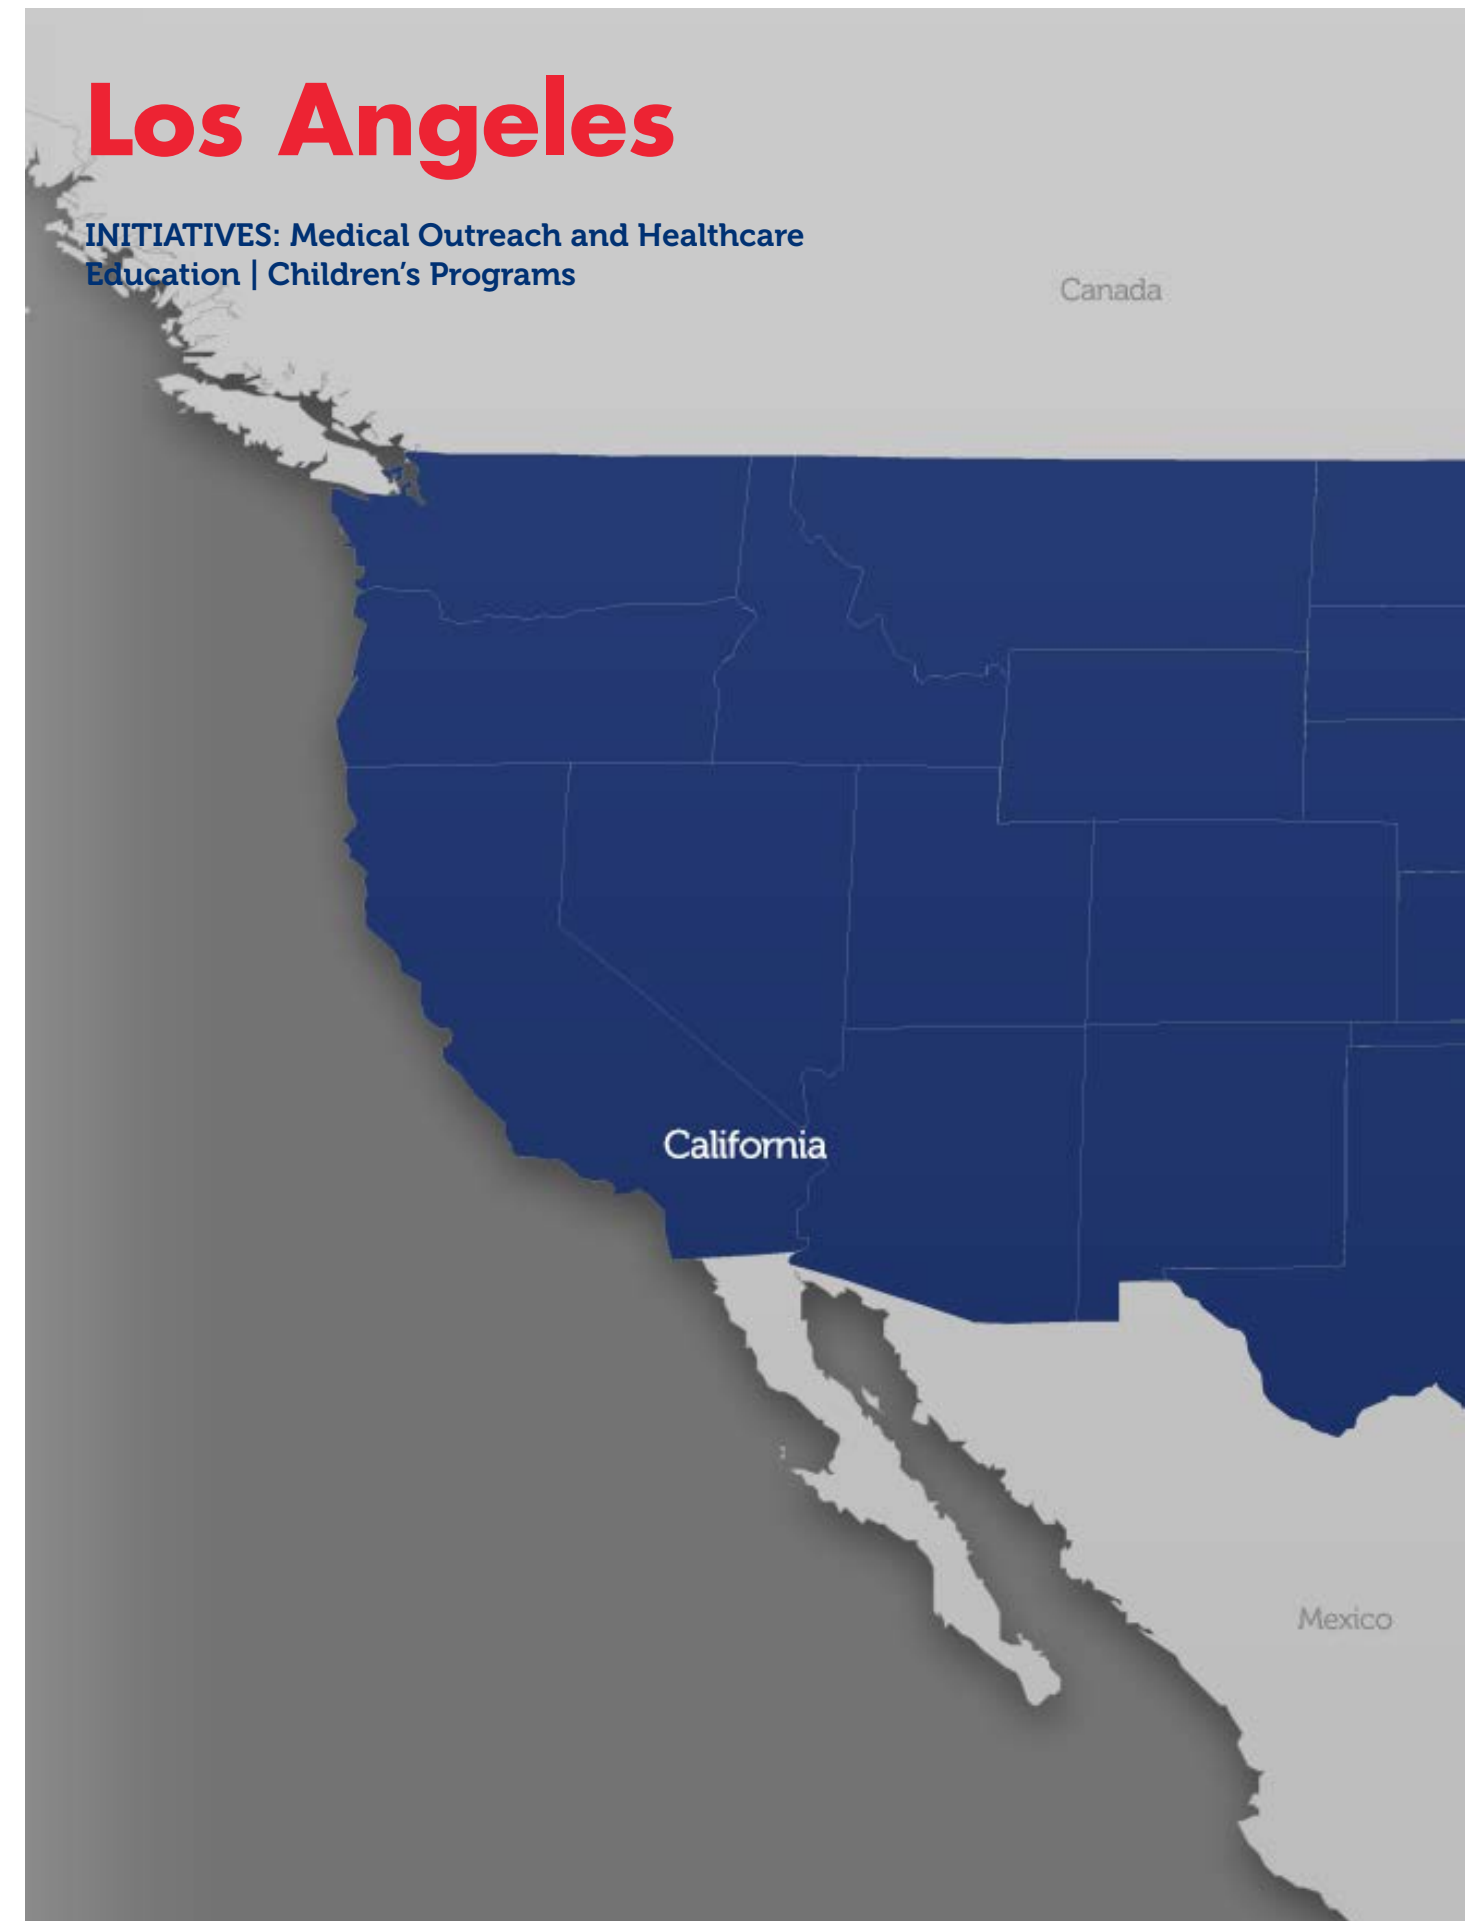 Los Angeles
INITIATIVES: Medical Outreach and Healthcare
Education | Children’s Programs
Canada
California
Mexico